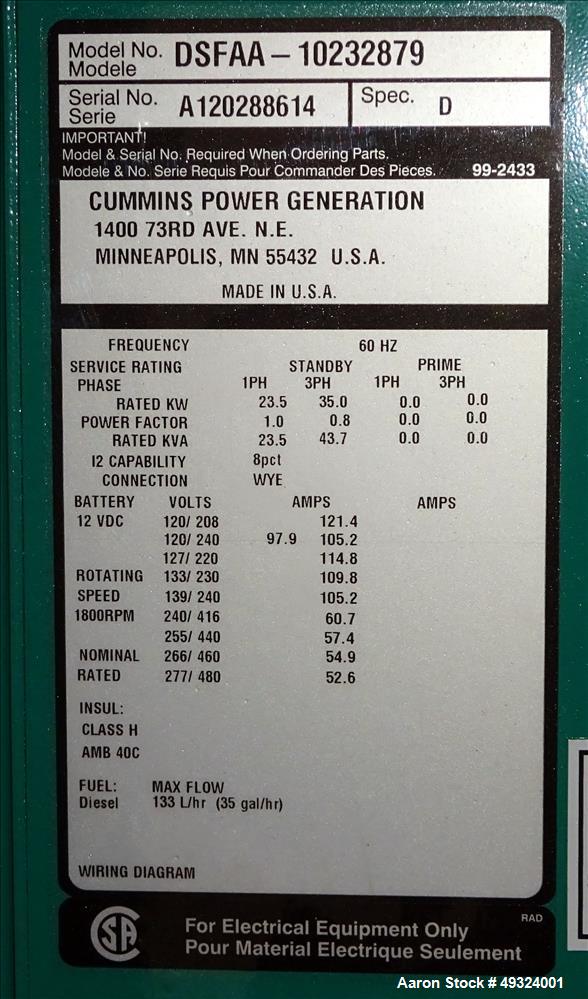 Model No. DSFAA – 10232879
Modele
Serial No. A120288614 Spec. D
Serie
IMPORTANT!
Model & Serial No. Required When Ordering Parts.
Modele & No. Serie Requis Pour Commander Des Pieces. 99-2433
CUMMINS POWER GENERATION
1400 73RD AVE. N.E.
MINNEAPOLIS, MN 55432 U.S.A.
MADE IN U.S.A.
FREQUENCY 60 HZ
SERVICE RATING STANDBY PRIME
PHASE 1PH 3PH 1PH 3PH
RATED KW 23.5 35.0 0.0 0.0
POWER FACTOR 1.0 0.8 0.0 0.0
RATED KVA 23.5 43.7 0.0 0.0
I2 CAPABILITY 8pct
CONNECTION WYE
BATTERY VOLTS AMPS AMPS
12 VDC 120/ 208 121.4
120/ 240 97.9 105.2
127/ 220 114.8
ROTATING 133/ 230 109.8
SPEED 139/ 240 105.2
1800RPM 240/ 416 60.7
255/ 440 57.4
NOMINAL 266/ 460 54.9
RATED 277/ 480 52.6
INSUL:
CLASS H
AMB 40C
FUEL: MAX FLOW
Diesel 133 L/hr (35 gal/hr)
WIRING DIAGRAM
RAD
SA For Electrical Equipment Only
Pour Material Electrique Seulement
Aaron Stock # 49324001